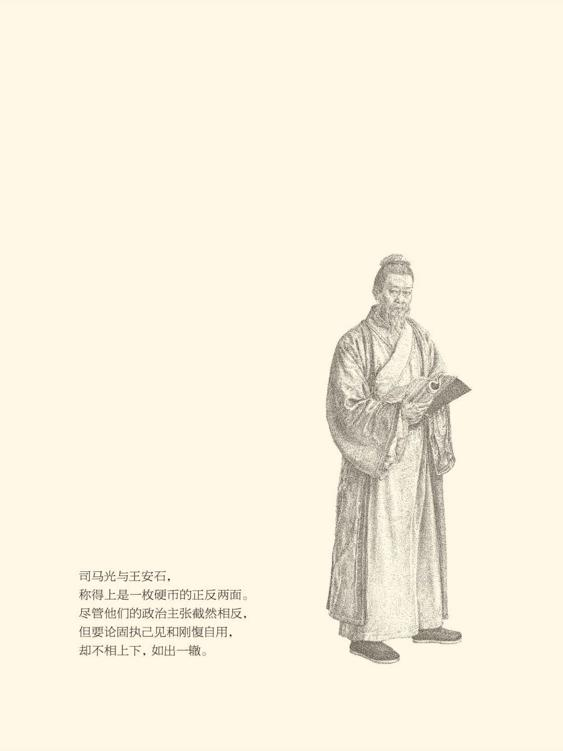 司马光与王安石，
称得上是一枚硬币的正反两面。
尽管他们的政治主张截然相反，
但要论固执己见和刚愎自用，
却不相上下，如出一辙。